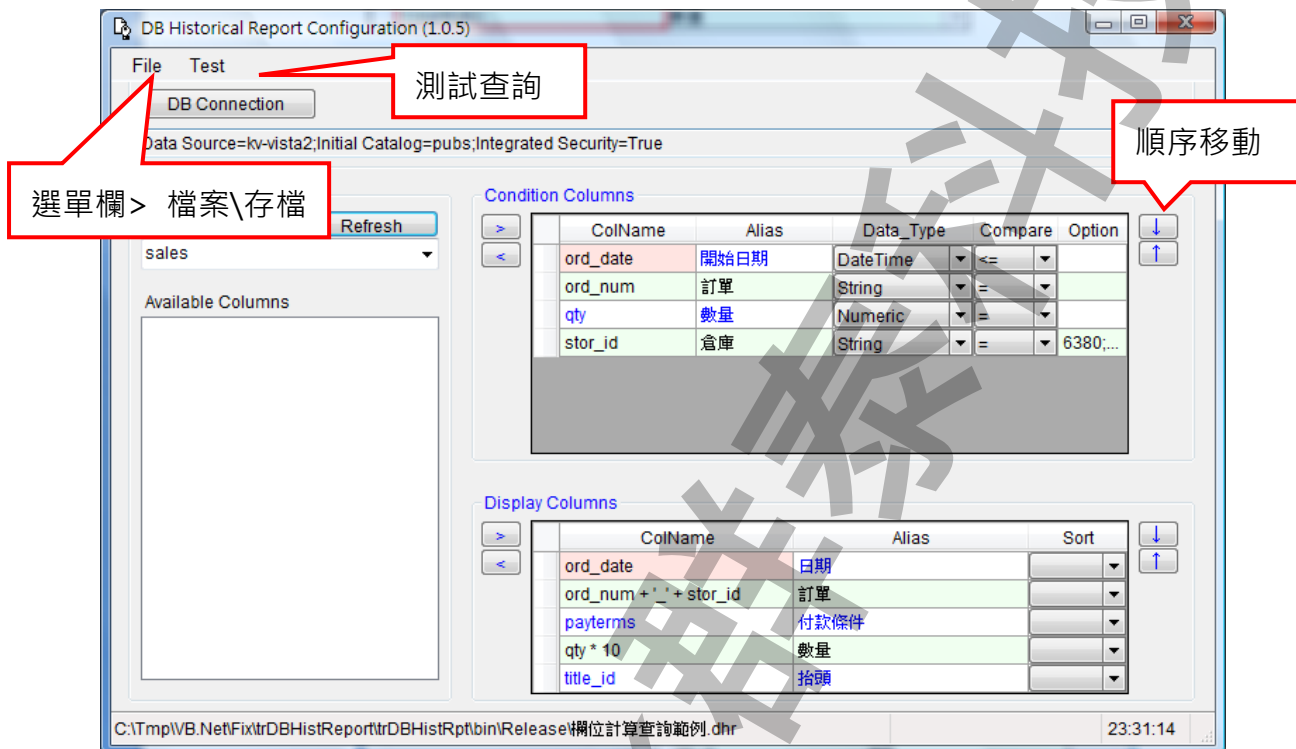 DB Historical Report Configuration (1.0.5)
File Test
測試查詢
DB Connection
Data Source=kv-vista2;Initial Catalog=pubs;Integrated Security=True
順序移動
選單欄> 檔案\存檔
Refresh
sales
Available Columns
Condition Columns
> <
ColName Alias Data_Type Compare Option
ord_date 開始日期 DateTime <=
ord_num 訂單 String =
qty 數量 Numeric =
stor_id 倉庫 String = 6380;...
↓
↑
Display Columns
> <
ColName Alias Sort
ord_date 日期
ord_num + '_' + stor_id 訂單
payterms 付款條件
qty * 10 數量
title_id 抬頭
↓
↑
C:\Tmp\VB.Net\Fix\trDBHistReport\trDBHistRpt\bin\Release\欄位計算查詢範例.dhr 23:31:14
群泰科技